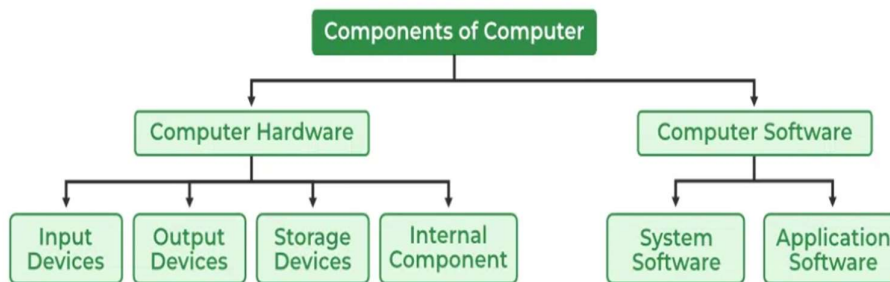 Components of Computer
Computer Hardware
Computer Software
Input
Devices
Output
Devices
Storage
Devices
Internal
Component
System
Software
Application
Software